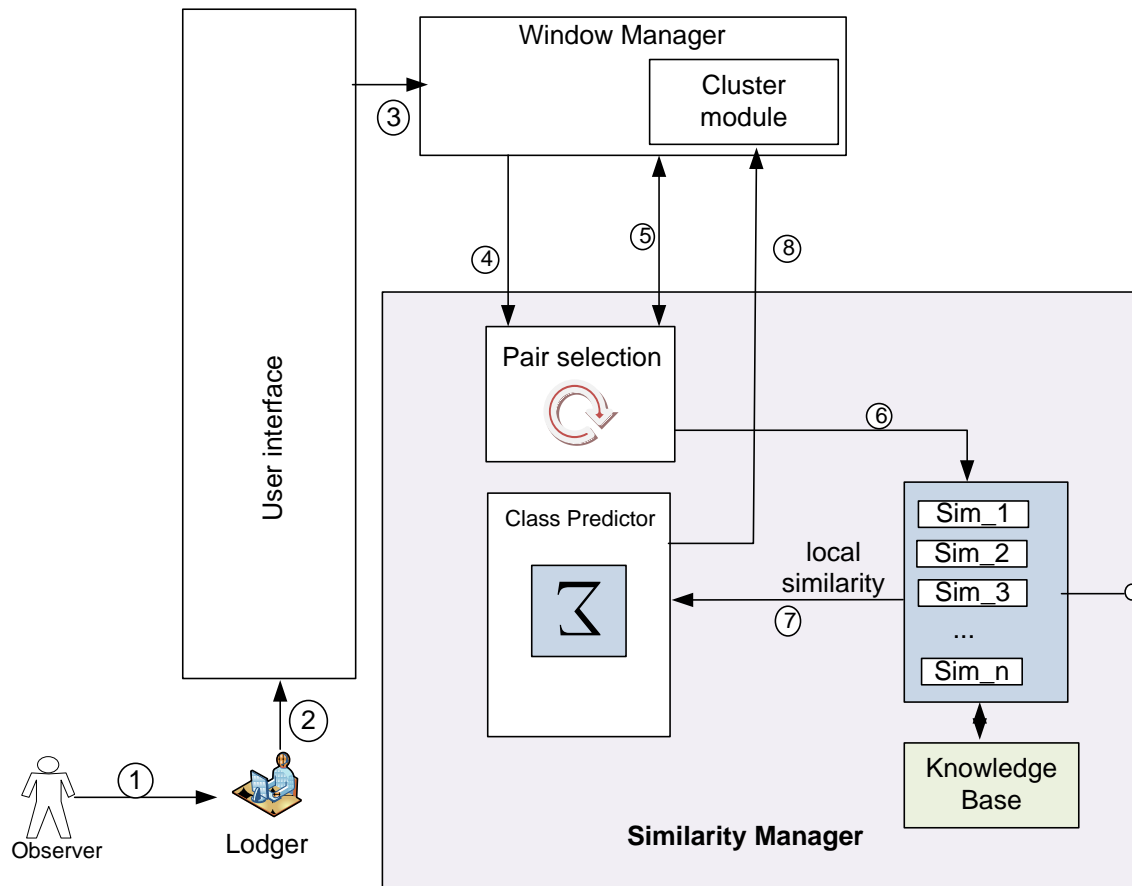 Window Manager
Cluster
module
3
4
5
8
User interface
Pair selection
6
Class Predictor
Σ
local
similarity
7
Sim_1
Sim_2
Sim_3
...
Sim_n
2
1
Observer
Lodger
Knowledge
Base
Similarity Manager